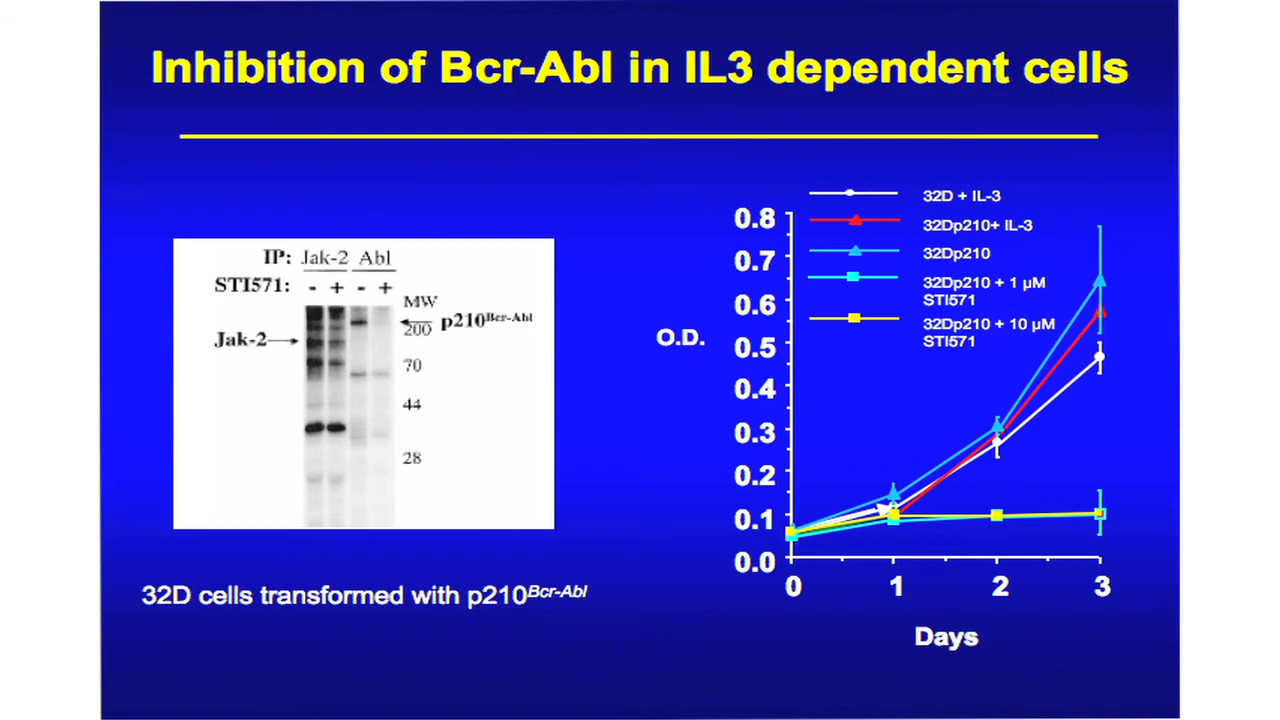 Inhibition of Bcr-Abl in IL3 dependent cells
IP: Jak-2 Abl
STI571: - + - +
MW
p210Bcr-Abl
200
Jak-2
70
44
28
32D cells transformed with p210Bcr-Abl
32D + IL-3
32Dp210+ IL-3
32Dp210
32Dp210 + 1 µM
STI571
32Dp210 + 10 µM
STI571
O.D.
0.8
0.7
0.6
0.5
0.4
0.3
0.2
0.1
0.0
0 1 2 3
Days